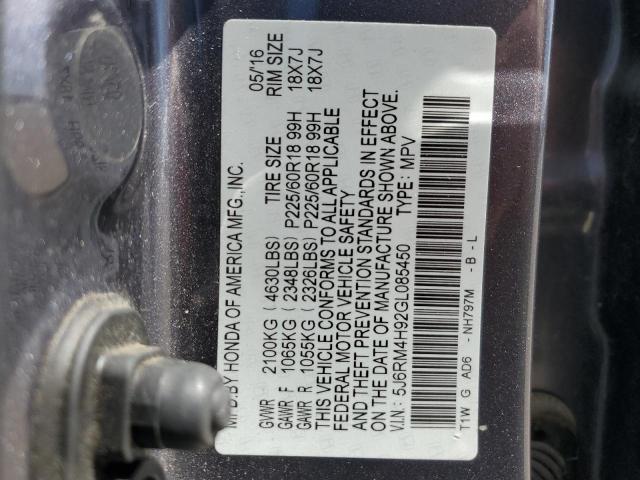 MFD.BY HONDA OF AMERICA MFG., INC. 05/'16
GVWR 2100KG (4630LBS) TIRE SIZE RIM SIZE
GAWR F 1065KG (2348LBS) P225/60R18 99H 18X7J
GAWR R 1055KG (2326LBS) P225/60R18 99H 18X7J
THIS VEHICLE CONFORMS TO ALL APPLICABLE
FEDERAL MOTOR VEHICLE SAFETY
THEFT PREVENTION STANDARDS IN EFFECT
ON THE DATE OF MANUFACTURE SHOWN ABOVE.
V.I.N.: 5J6RM4H92GL085450 TYPE: MPV
T1W G AD6 -NH797M -B-L